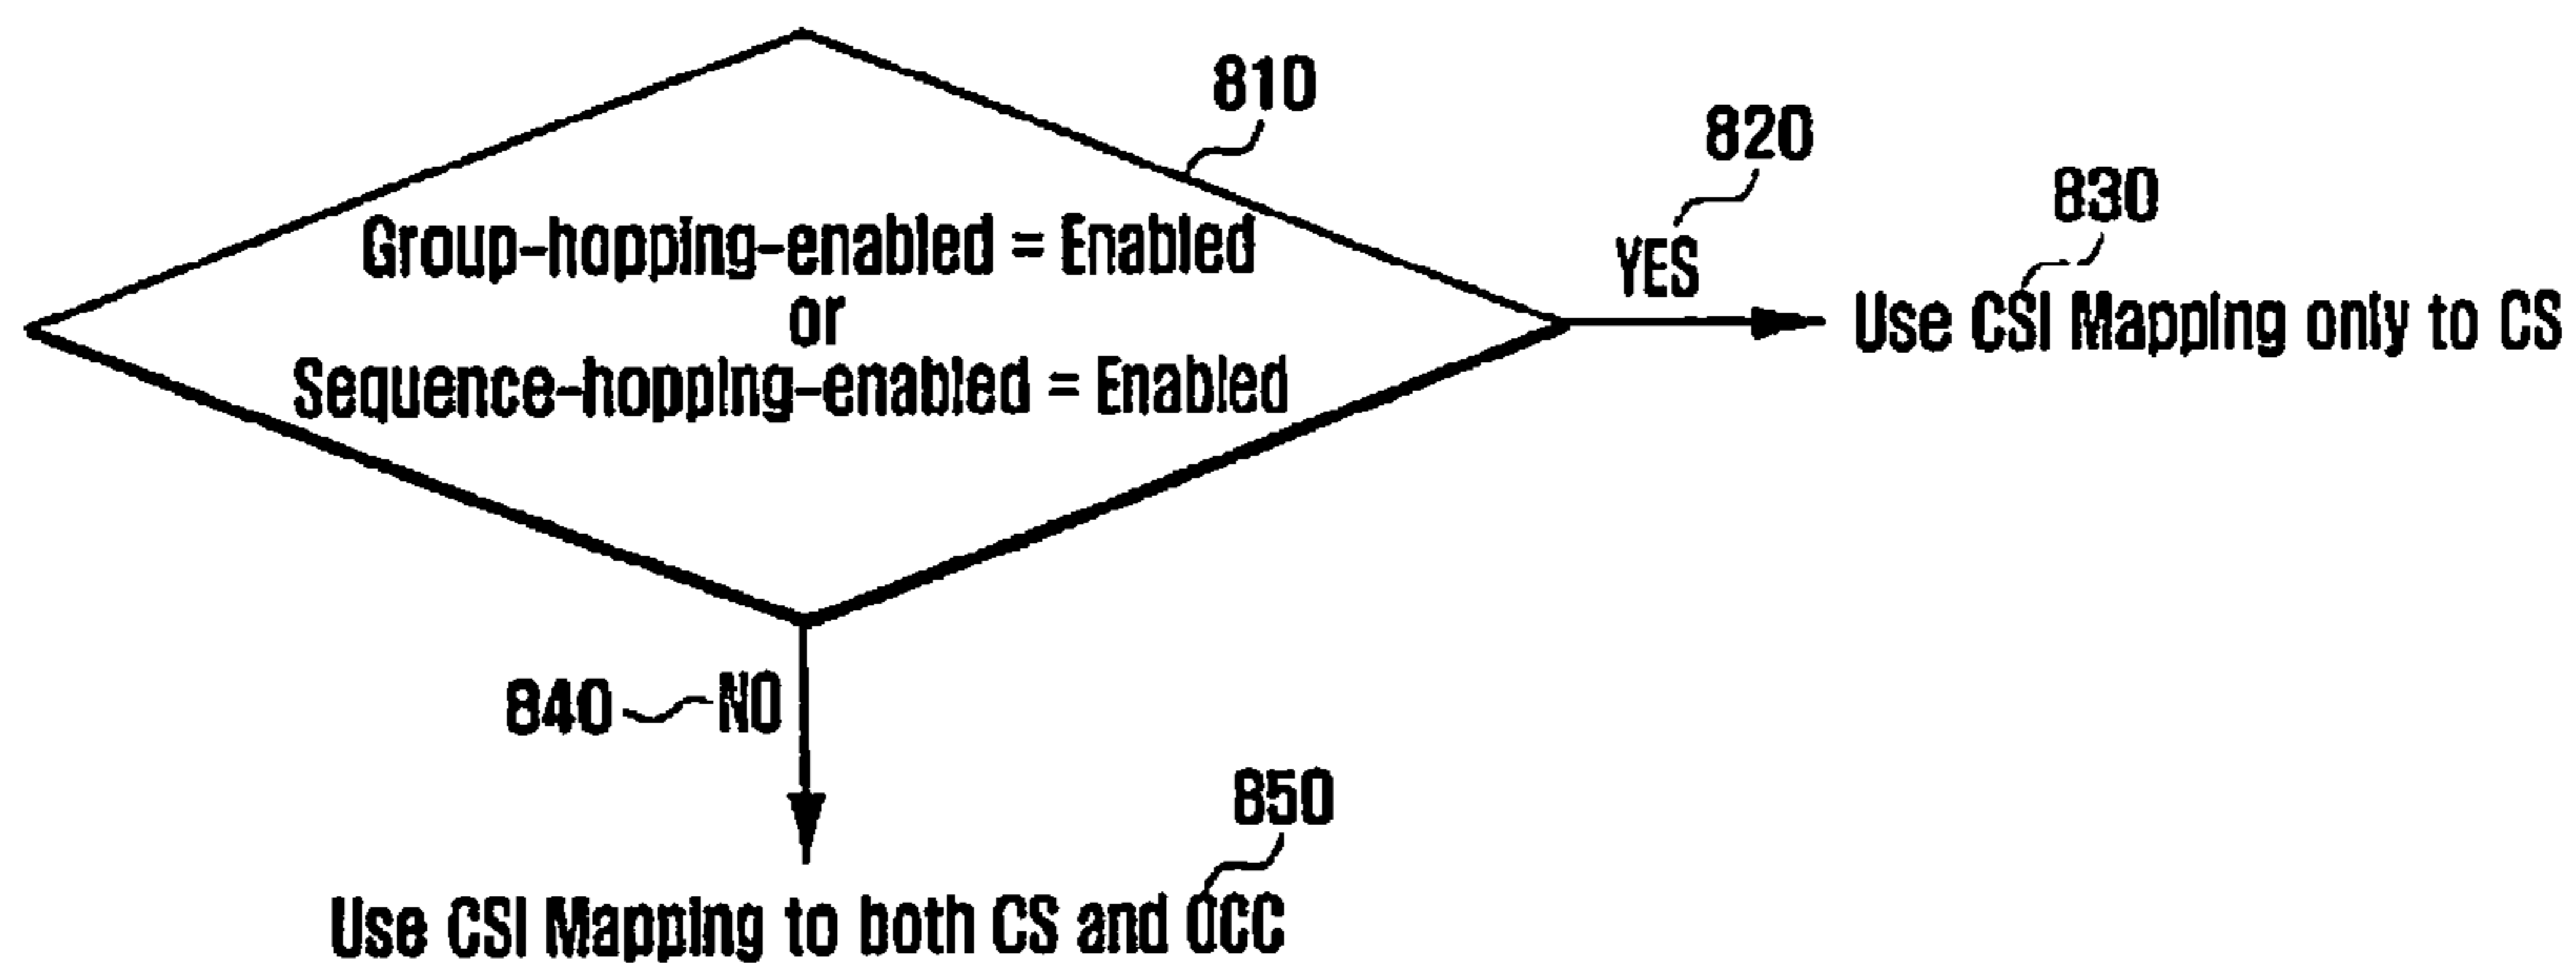 810
820
830
Group-hopping-enabled = Enabled
or
Sequence-hopping-enabled = Enabled
YES
Use CSI Mapping only to CS
840
NO
850
Use CSI Mapping to both CS and OCC